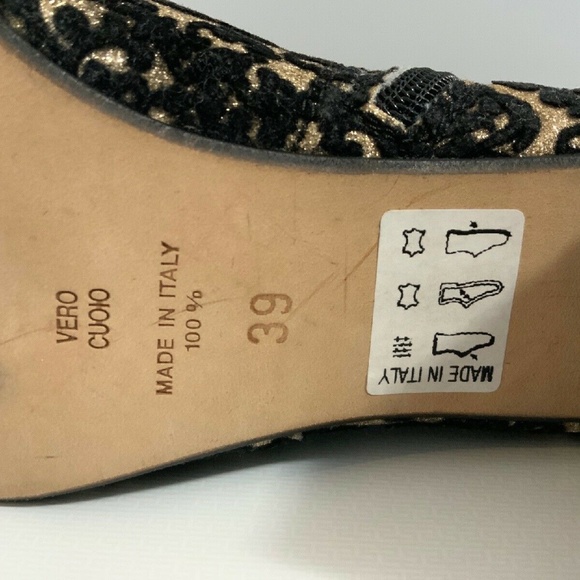 VERO
CUOIO
MADE IN ITALY
100%
39
MADE IN ITALY